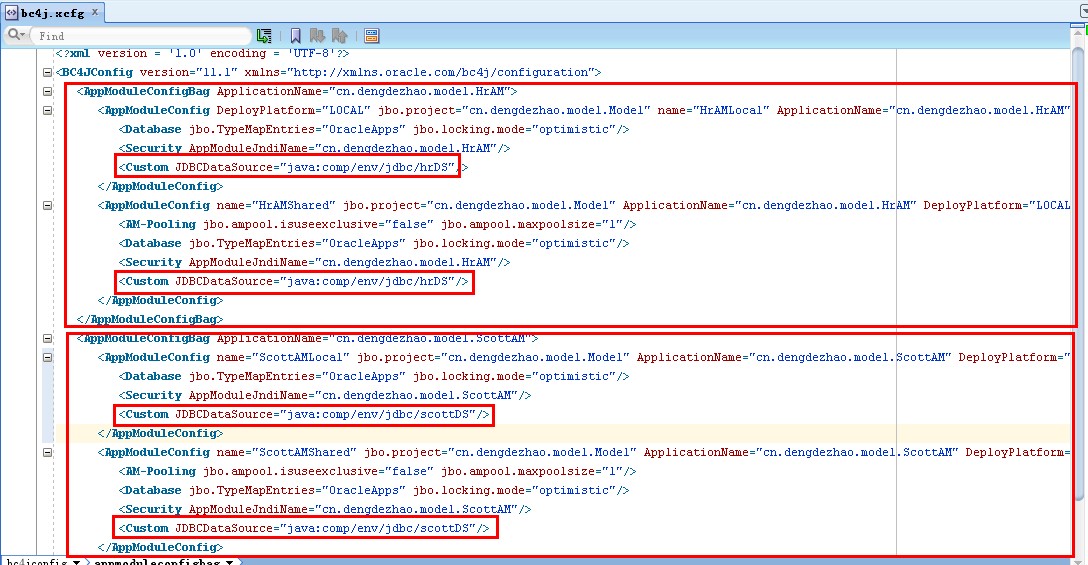 bc4j.xcfg
Find
<?xml version = '1.0' encoding = 'UTF-8'?>
<BC4JConfig version="11.1" xmlns="http://xmlns.oracle.com/bc4j/configuration">
<AppModuleConfigBag ApplicationName="cn.dengdezhao.model.HrAM">
<AppModuleConfig DeployPlatform="LOCAL" jbo.project="cn.dengdezhao.model.Model" name="HrAMLocal" ApplicationName="cn.dengdezhao.model.HrAM"
<Database jbo.TypeMapEntries="OracleApps" jbo.locking.mode="optimistic"/>
<Security AppModuleJndiName="cn.dengdezhao.model.HrAM"/>
<Custom JDBCDataSource="java:comp/env/jdbc/hrDS"/>
</AppModuleConfig>
<AppModuleConfig name="HrAMShared" jbo.project="cn.dengdezhao.model.Model" ApplicationName="cn.dengdezhao.model.HrAM" DeployPlatform="LOCAL
<AM-Pooling jbo.ampool.isuseexclusive="false" jbo.ampool.maxpoolsize="1"/>
<Database jbo.TypeMapEntries="OracleApps" jbo.locking.mode="optimistic"/>
<Security AppModuleJndiName="cn.dengdezhao.model.HrAM"/>
<Custom JDBCDataSource="java:comp/env/jdbc/hrDS"/>
</AppModuleConfig>
</AppModuleConfigBag>
<AppModuleConfigBag ApplicationName="cn.dengdezhao.model.ScottAM">
<AppModuleConfig name="ScottAMLocal" jbo.project="cn.dengdezhao.model.Model" ApplicationName="cn.dengdezhao.model.ScottAM" DeployPlatform="
<Database jbo.TypeMapEntries="OracleApps" jbo.locking.mode="optimistic"/>
<Security AppModuleJndiName="cn.dengdezhao.model.ScottAM"/>
<Custom JDBCDataSource="java:comp/env/jdbc/scottDS"/>
</AppModuleConfig>
<AppModuleConfig name="ScottAMShared" jbo.project="cn.dengdezhao.model.Model" ApplicationName="cn.dengdezhao.model.ScottAM" DeployPlatform=
<AM-Pooling jbo.ampool.isuseexclusive="false" jbo.ampool.maxpoolsize="1"/>
<Database jbo.TypeMapEntries="OracleApps" jbo.locking.mode="optimistic"/>
<Security AppModuleJndiName="cn.dengdezhao.model.ScottAM"/>
<Custom JDBCDataSource="java:comp/env/jdbc/scottDS"/>
</AppModuleConfig>
bc4jconfig appmoduleconfigbag